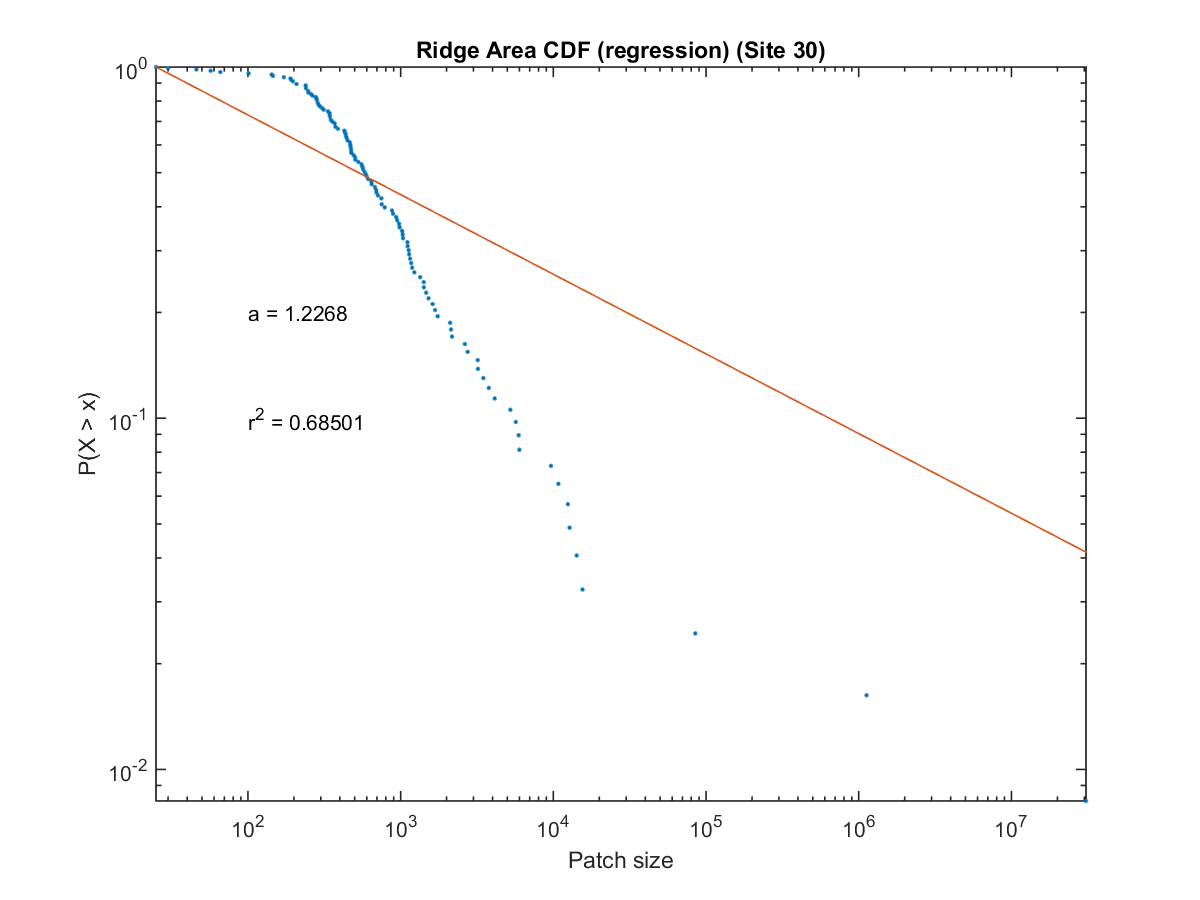 Ridge Area CDF (regression) (Site 30)
10^0
10^-1
10^-2
P(X > x)
a = 1.2268
r^2 = 0.68501
10^2 10^3 10^4 10^5 10^6 10^7
Patch size